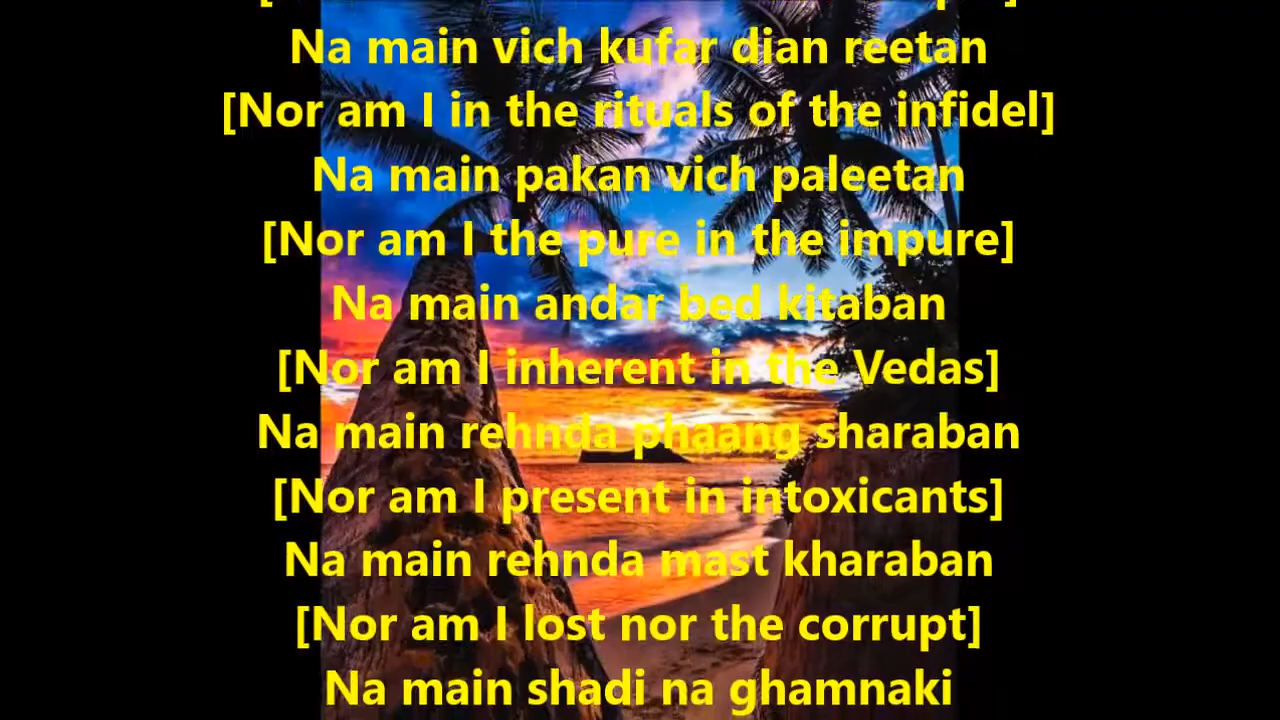 Na main vich kufar dian reetan
[Nor am I in the rituals of the infidel]
Na main pakan vich paleetan
[Nor am I the pure in the impure]
Na main andar bed kitaban
[Nor am I inherent in the Vedas]
Na main rehnda phaang sharaban
[Nor am I present in intoxicants]
Na main rehnda mast kharaban
[Nor am I lost nor the corrupt]
Na main shadi na ghamnaki